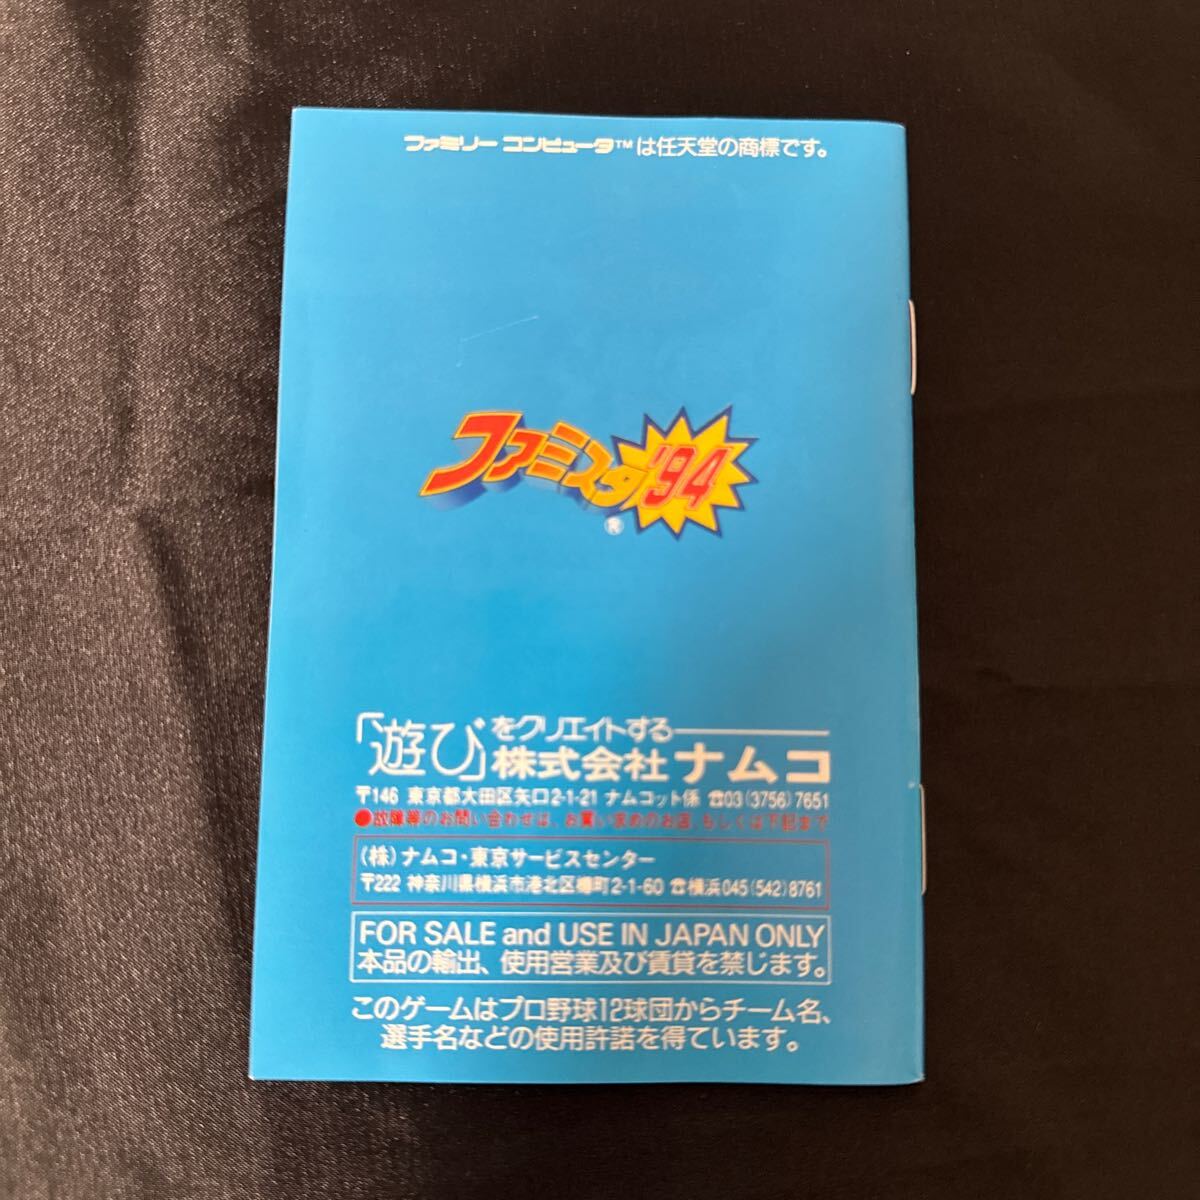 ファミリー コンピュータ™は任天堂の商標です。
ファミスタ'94
®
「遊び」をクリエイトする
株式会社ナムコ
〒146 東京都大田区矢口2-1-21 ナムコット係 ☎03(3756)7651
●故障等のお問い合わせは、お買い求めのお店、もしくは下記まで
(株)ナムコ・東京サービスセンター
〒222 神奈川県横浜市港北区樽町2-1-60 ☎横浜045(542)8761
FOR SALE and USE IN JAPAN ONLY
本品の輸出、使用営業及び賃貸を禁じます。
このゲームはプロ野球12球団からチーム名、
選手名などの使用許諾を得ています。